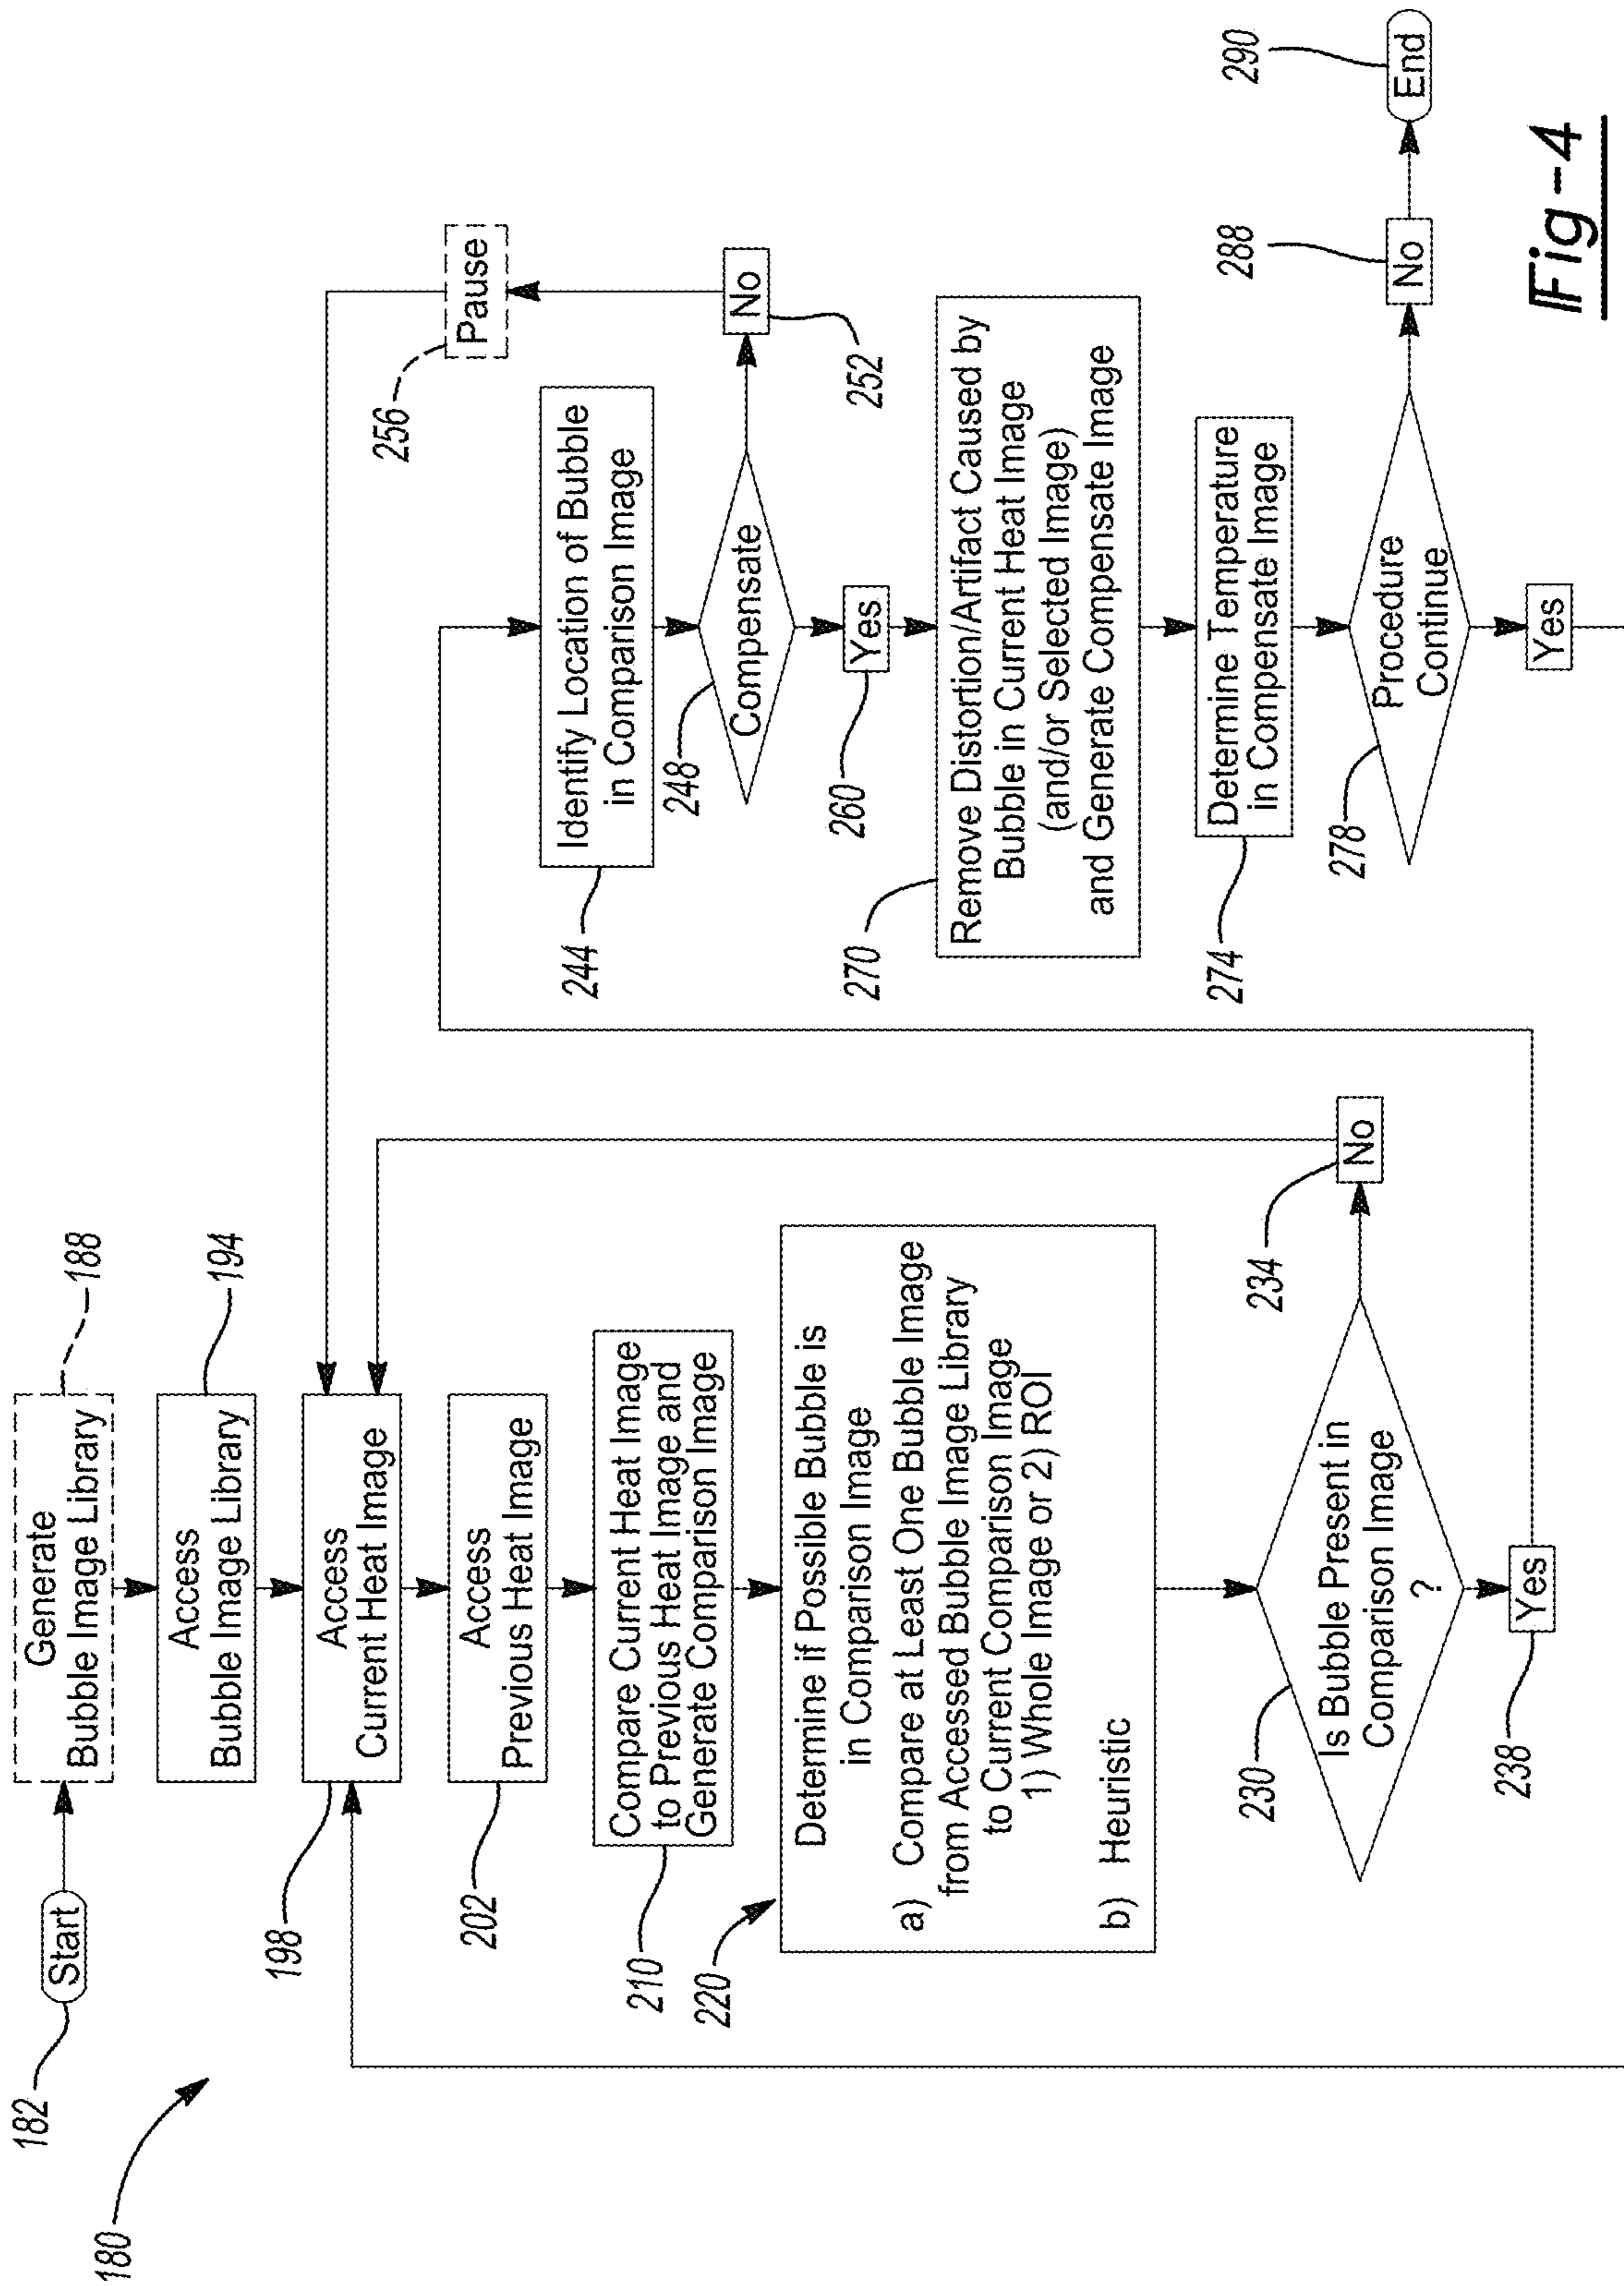 180
182
Start
Generate
Bubble Image Library
188
Access
Bubble Image Library
194
Access
Current Heat Image
198
Access
Previous Heat Image
202
Compare Current Heat Image
to Previous Heat Image and
Generate Comparison Image
210
220
Determine if Possible Bubble is
in Comparison Image
a) Compare at Least One Bubble Image
from Accessed Bubble Image Library
to Current Comparison Image
1) Whole Image or 2) ROI
b) Heuristic
230
Is Bubble Present in
Comparison Image
?
234
No
238
Yes
244
Identify Location of Bubble
in Comparison Image
248
Compensate
252
No
256
Pause
260
Yes
270
Remove Distortion/Artifact Caused by
Bubble in Current Heat Image
(and/or Selected Image)
and Generate Compensate Image
274
Determine Temperature
in Compensate Image
278
Procedure
Continue
288
No
290
End
Yes
Fig-4